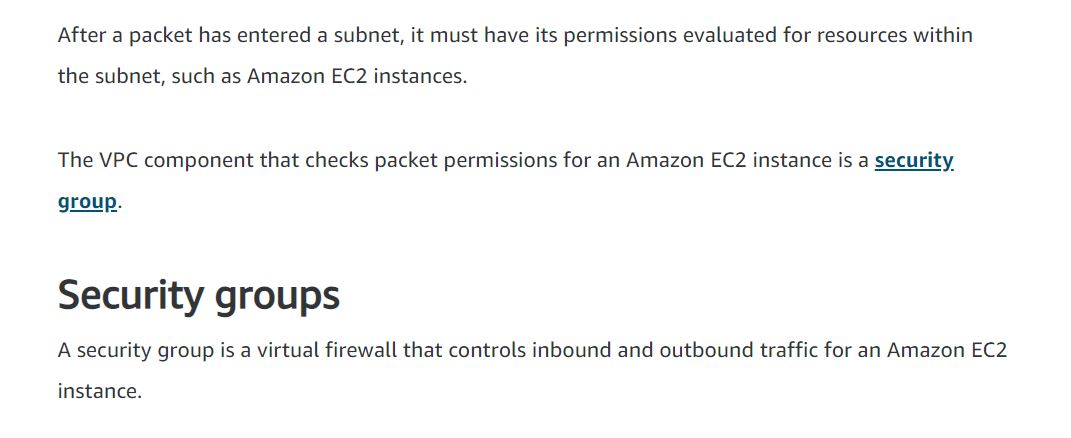 After a packet has entered a subnet, it must have its permissions evaluated for resources within
the subnet, such as Amazon EC2 instances.
The VPC component that checks packet permissions for an Amazon EC2 instance is a security
group.
Security groups
A security group is a virtual firewall that controls inbound and outbound traffic for an Amazon EC2
instance.